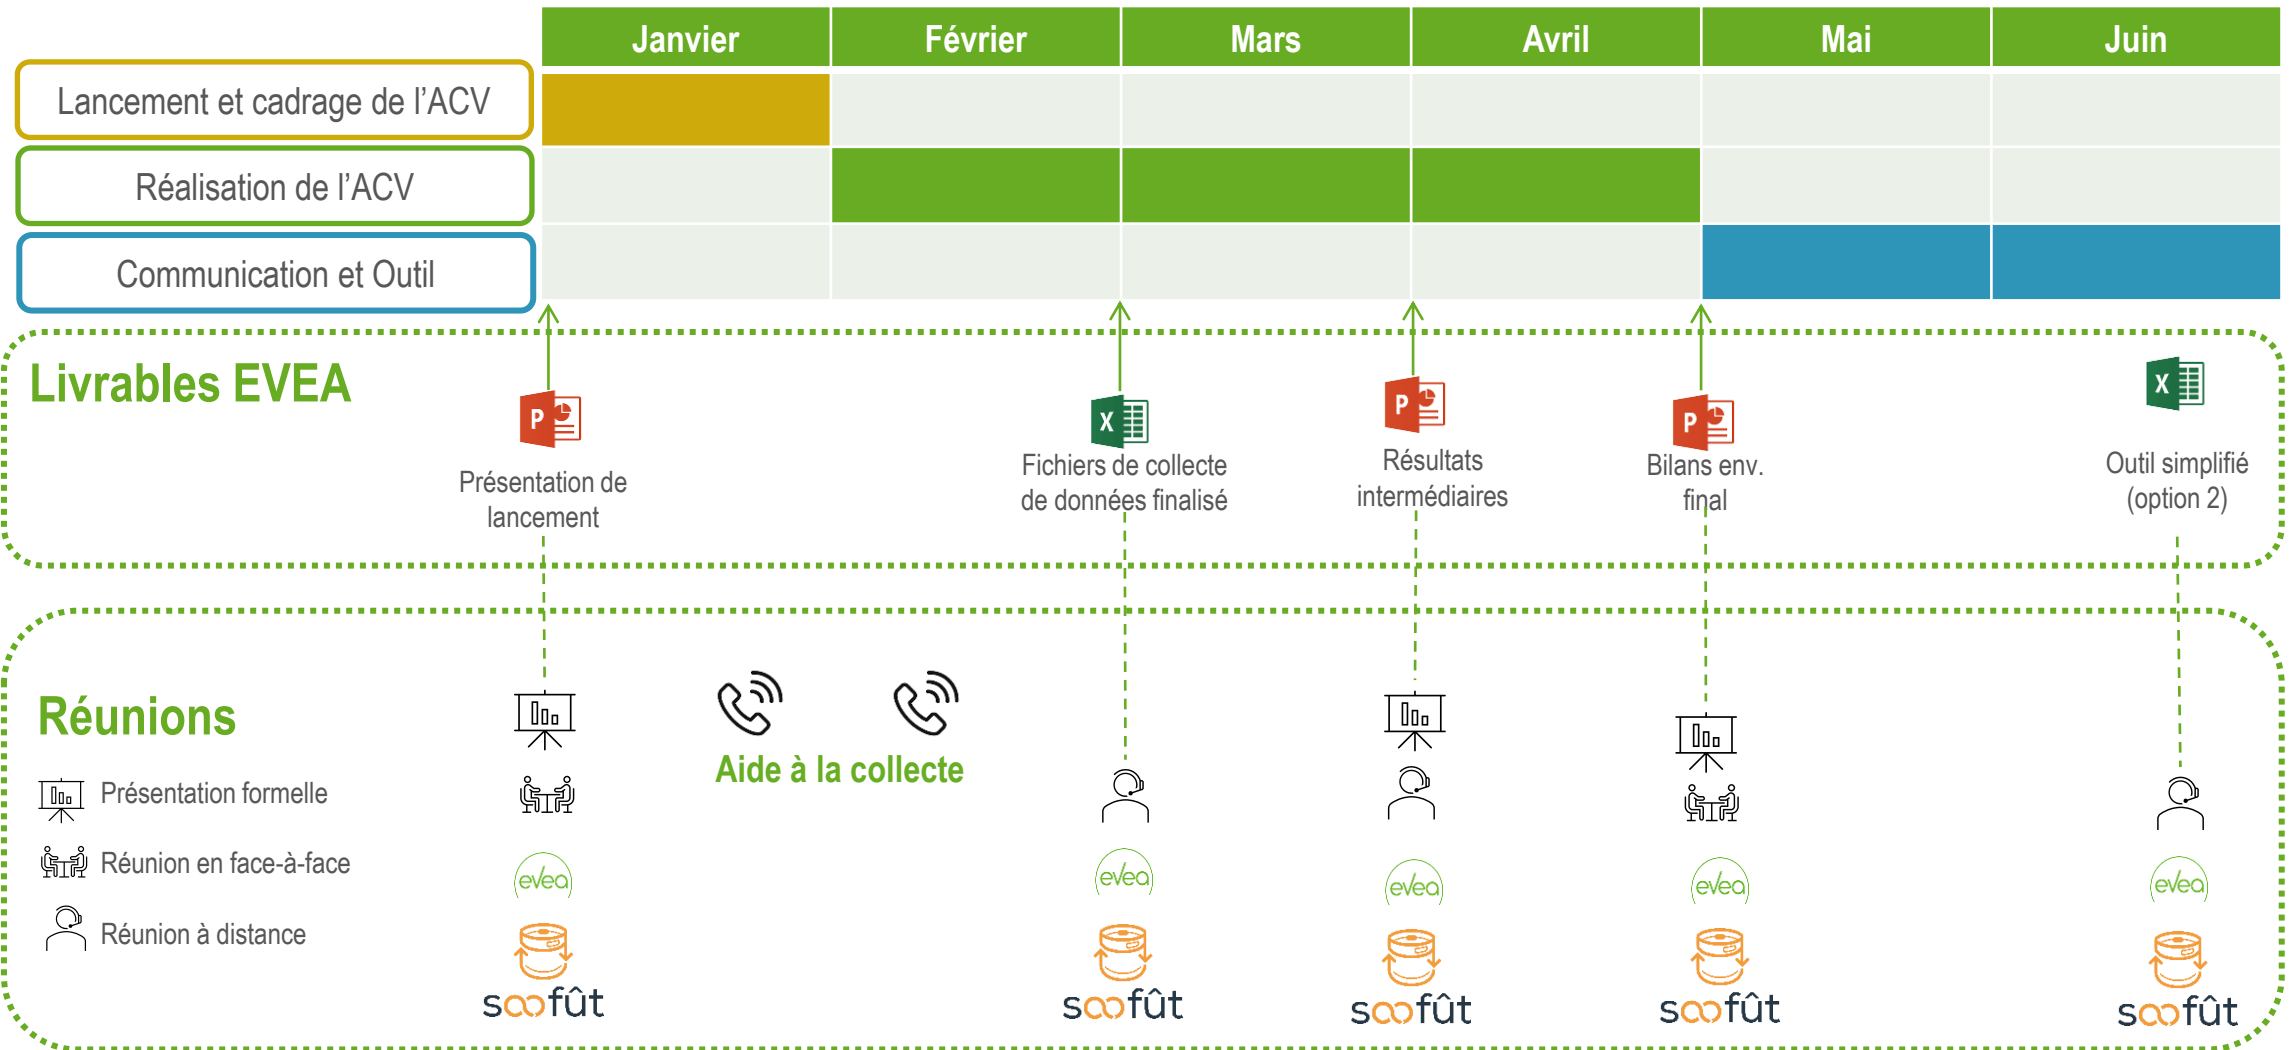 Janvier
Février
Mars
Avril
Mai
Juin
Lancement et cadrage de l’ACV
Réalisation de l’ACV
Communication et Outil
Livrables EVEA
P
Présentation de
lancement
X
Fichiers de collecte
de données finalisé
P
Résultats
intermédiaires
P
Bilans env.
final
X
Outil simplifié
(option 2)
Réunions
Présentation formelle
Réunion en face-à-face
Réunion à distance
Aide à la collecte
evea
evea
evea
evea
evea
soofût
soofût
soofût
soofût
soofût